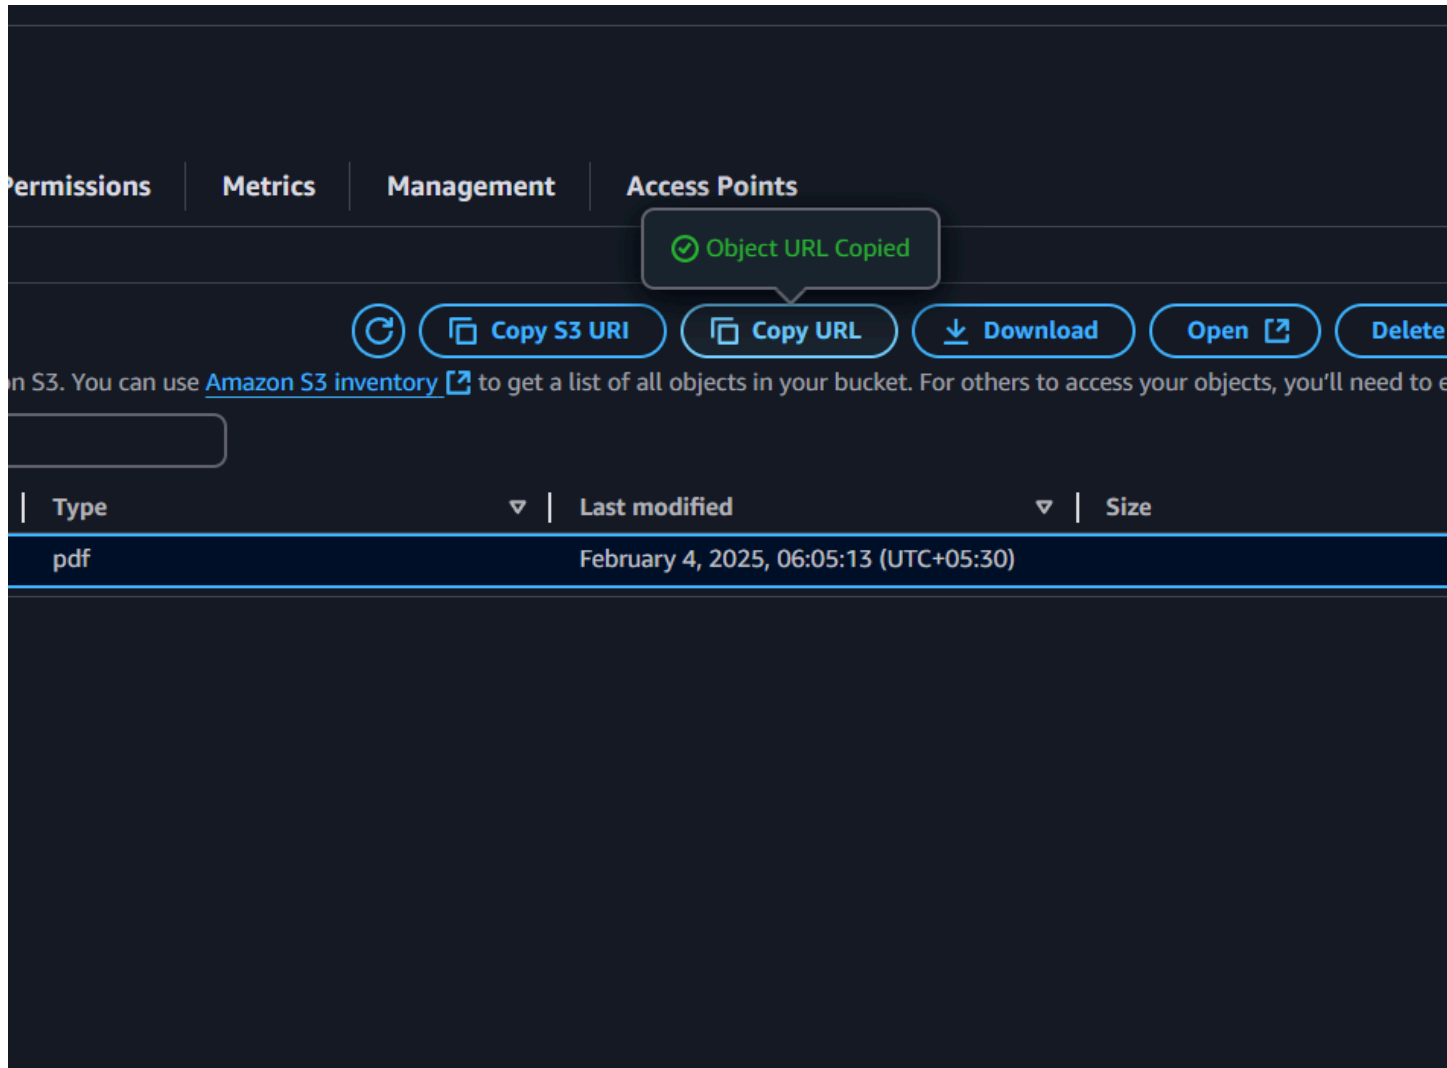 Permissions Metrics Management Access Points
Object URL Copied
Copy S3 URI Copy URL Download Open Delete
on S3. You can use Amazon S3 inventory to get a list of all objects in your bucket. For others to access your objects, you'll need to e
Type Last modified Size
pdf February 4, 2025, 06:05:13 (UTC+05:30)